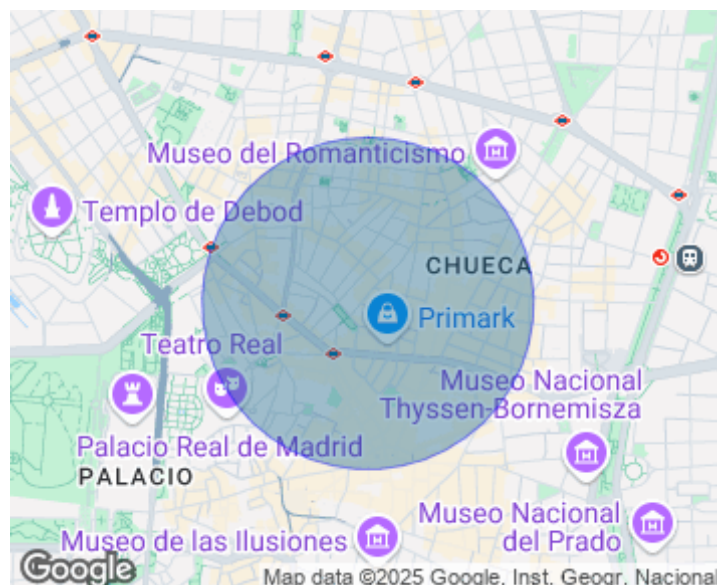 Museo del Romanticismo
Templo de Debod
CHUECA
Primark
Teatro Real
Museo Nacional
Thyssen-Bornemisza
Palacio Real de Madrid
PALACIO
Museo Nacional
del Prado
Museo de las Ilusiones
Google
Map data ©2025 Google, Inst. Geogr. Nacional